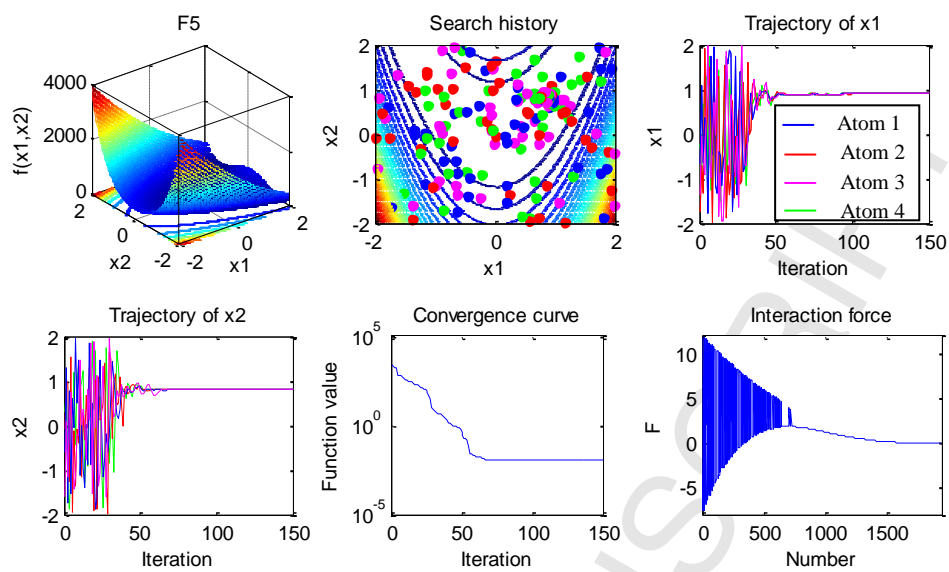 F5
f(x1,x2)
4000
2000
0
2
0
-2
x2
-2
0
2
x1
Search history
x2
2
1
0
-1
-2
-2
0
2
x1
Trajectory of x1
x1
2
1
0
-1
-2
0
50
100
150
Iteration
Atom 1
Atom 2
Atom 3
Atom 4
Trajectory of x2
x2
2
1
0
-1
-2
0
50
100
150
Iteration
Convergence curve
Function value
10^5
10^0
10^-5
0
50
100
150
Iteration
Interaction force
F
10
5
0
-5
0
500
1000
1500
Number